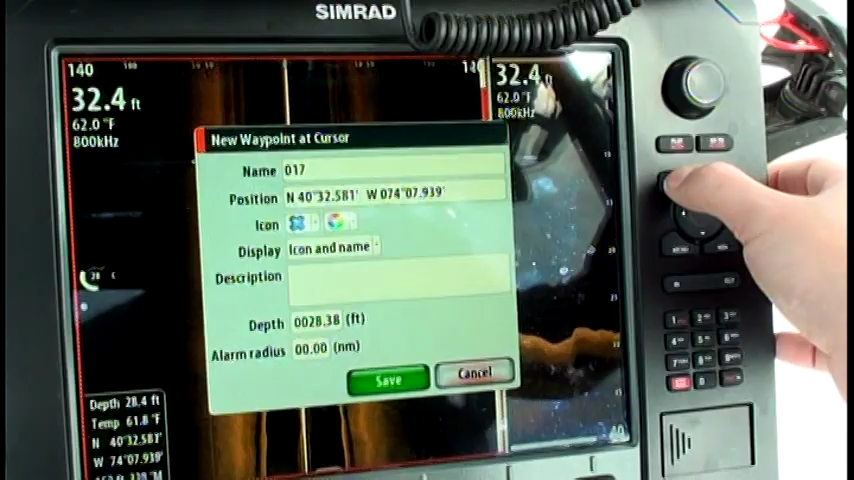 SIMRAD
140
32.4 ft
62.0 °F
800kHz
32.4
62.0 °F
800kHz
New Waypoint at Cursor
Name 017
Position N 40°32.581' W 074°07.939'
Icon
Display Icon and name
Description
Depth 0028.38 (ft)
Alarm radius 00.00 (nm)
Save Cancel
28
Depth 28.4 ft
Temp 61.8 °F
N 40°32.581'
W 74°07.939'
40